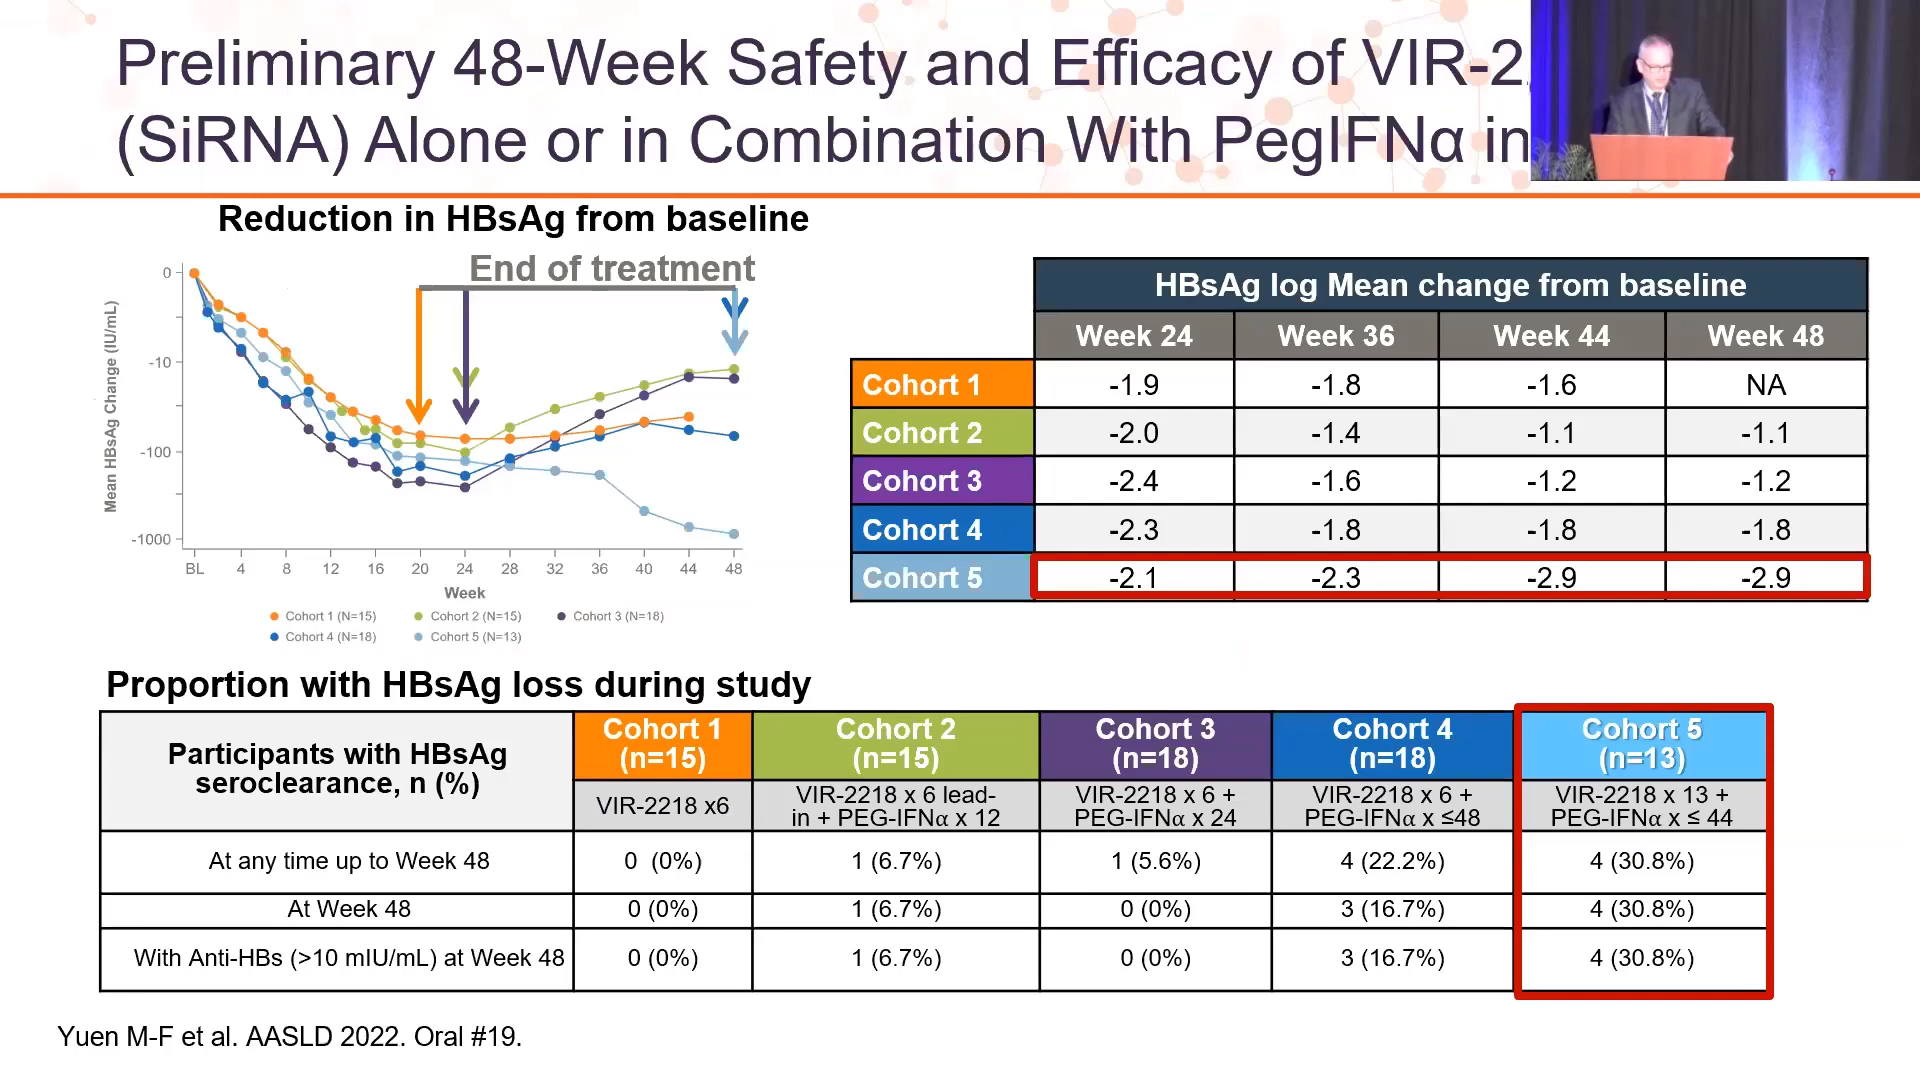 Preliminary 48-Week Safety and Efficacy of VIR-2
(SiRNA) Alone or in Combination With PegIFNα in
Reduction in HBsAg from baseline
End of treatment
Mean HBsAg Change (IU/mL)
0
-10
-100
-1000
BL 4 8 12 16 20 24 28 32 36 40 44 48
Week
Cohort 1 (N=15) Cohort 2 (N=15) Cohort 3 (N=18)
Cohort 4 (N=18) Cohort 5 (N=13)
HBsAg log Mean change from baseline
Week 24 Week 36 Week 44 Week 48
Cohort 1 -1.9 -1.8 -1.6 NA
Cohort 2 -2.0 -1.4 -1.1 -1.1
Cohort 3 -2.4 -1.6 -1.2 -1.2
Cohort 4 -2.3 -1.8 -1.8 -1.8
Cohort 5 -2.1 -2.3 -2.9 -2.9
Proportion with HBsAg loss during study
Participants with HBsAg
seroclearance, n (%)
Cohort 1
(n=15)
Cohort 2
(n=15)
Cohort 3
(n=18)
Cohort 4
(n=18)
Cohort 5
(n=13)
VIR-2218 x6
VIR-2218 x 6 lead-
in + PEG-IFNα x 12
VIR-2218 x 6 +
PEG-IFNα x 24
VIR-2218 x 6 +
PEG-IFNα x ≤48
VIR-2218 x 13 +
PEG-IFNα x ≤ 44
At any time up to Week 48 0 (0%) 1 (6.7%) 1 (5.6%) 4 (22.2%) 4 (30.8%)
At Week 48 0 (0%) 1 (6.7%) 0 (0%) 3 (16.7%) 4 (30.8%)
With Anti-HBs (>10 mIU/mL) at Week 48 0 (0%) 1 (6.7%) 0 (0%) 3 (16.7%) 4 (30.8%)
Yuen M-F et al. AASLD 2022. Oral #19.